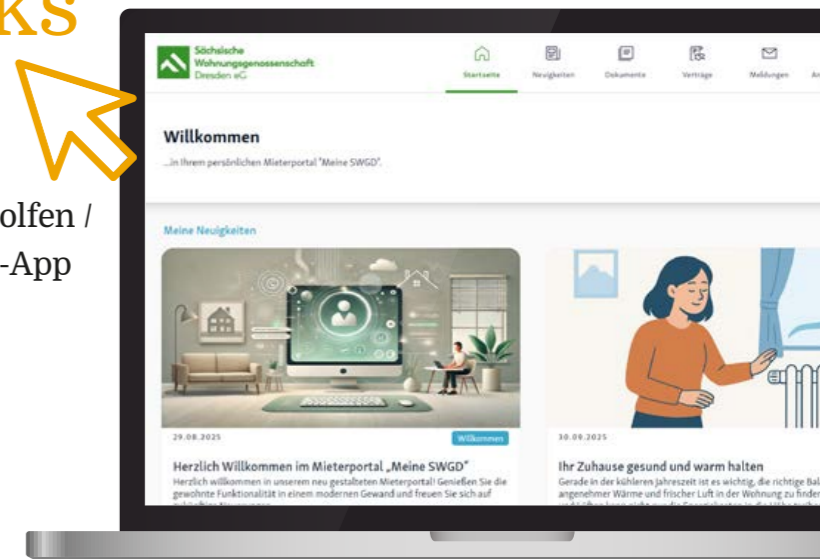 ks
olfen /
-App
Sächsische
Wohnungsgenossenschaft
Dresden eG
Startseite
Neuigkeiten
Dokumente
Verträge
Meldungen
Willkommen
...in Ihrem persönlichen Mieterportal "Meine SWGD".
Meine Neuigkeiten
29.08.2025
Willkommen
Herzlich Willkommen im Mieterportal „Meine SWGD“
Herzlich willkommen in unserem neu gestalteten Mieterportal! Genießen Sie die
gewohnte Funktionalität in einem modernen Gewand und freuen Sie sich auf
30.09.2025
Ihr Zuhause gesund und warm halten
Gerade in der kühleren Jahreszeit ist es wichtig, die richtige Bal
angenehmer Wärme und frischer Luft in der Wohnung zu finden